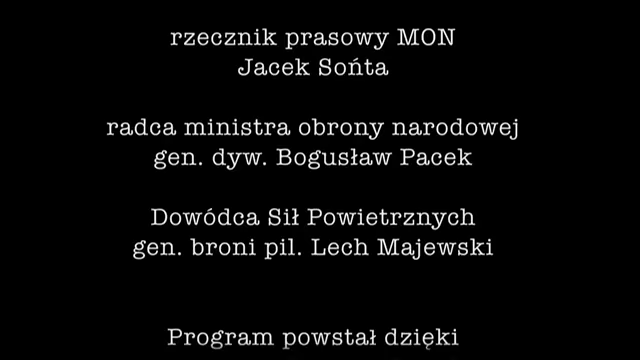 rzecznik prasowy MON
Jacek Sońta
radca ministra obrony narodowej
gen. dyw. Bogusław Pacek
Dowódca Sił Powietrznych
gen. broni pil. Lech Majewski
Program powstał dzięki